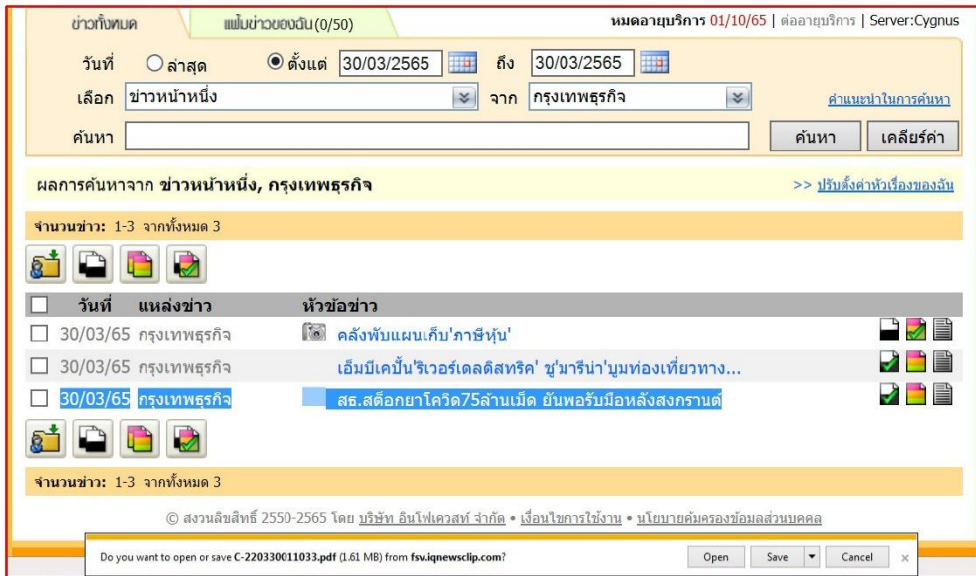 ข่าวทั้งหมด แฟ้มข่าวของฉัน(0/50) หมดอายุบริการ 01/10/65 | ต่ออายุบริการ | Server:Cygnus
วันที่ ล่าสุด ตั้งแต่ 30/03/2565 ถึง 30/03/2565
เลือก ข่าวหน้าหนึ่ง จาก กรุงเทพธุรกิจ คำแนะนำในการค้นหา
ค้นหา ค้นหา เคลียร์ค่า
ผลการค้นหาจาก ข่าวหน้าหนึ่ง, กรุงเทพธุรกิจ >> ปรับตั้งค่าหัวเรื่องของฉัน
จำนวนข่าว: 1-3 จากทั้งหมด 3
วันที่ แหล่งข่าว หัวข้อข่าว
30/03/65 กรุงเทพธุรกิจ คลังพับแผนเก็บ'ภาษีหุ้น'
30/03/65 กรุงเทพธุรกิจ เอ็มบีเคปั้น'ริเวอร์เดลดิสทริค' ชู'มารีน่า'บูมท่องเที่ยวทาง...
30/03/65 กรุงเทพธุรกิจ สธ.สต็อกยาโควิด75ล้านเม็ด ยันพอรับมือหลังสงกรานต์
จำนวนข่าว: 1-3 จากทั้งหมด 3
© สงวนลิขสิทธิ์ 2550-2565 โดย บริษัท อินโฟเควสท์ จำกัด • เงื่อนไขการใช้งาน • นโยบายคุ้มครองข้อมูลส่วนบุคคล
Do you want to open or save C-220330011033.pdf (1.61 MB) from fsv.iqnewsclip.com? Open Save Cancel ×